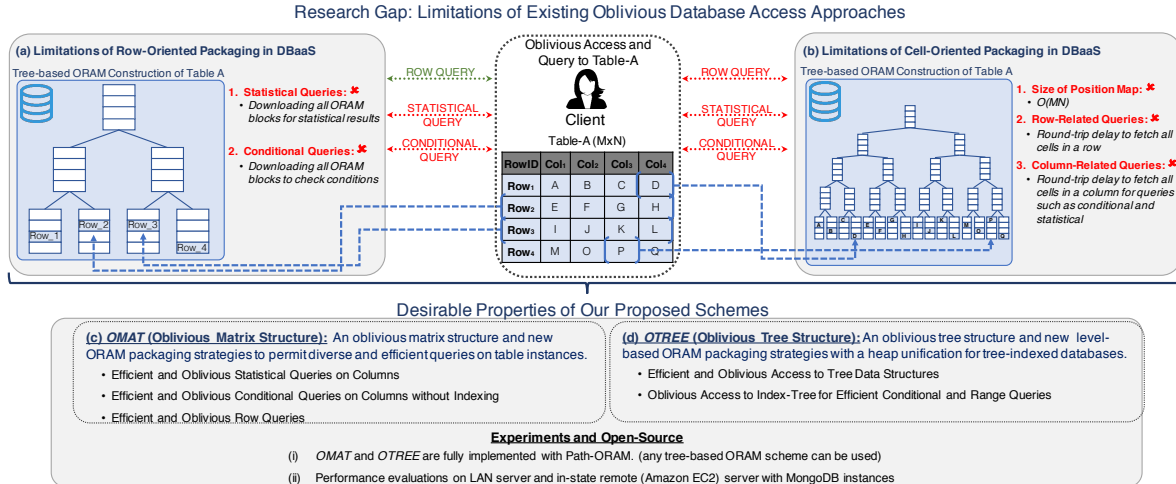 Research Gap: Limitations of Existing Oblivious Database Access Approaches
(a) Limitations of Row-Oriented Packaging in DBaaS
Tree-based ORAM Construction of Table A
1. Statistical Queries: ✖
• Downloading all ORAM
blocks for statistical results
2. Conditional Queries: ✖
• Downloading all ORAM
blocks to check conditions
Row_1
Row_2
Row_3
Row_4
ROW QUERY
STATISTICAL
QUERY
CONDITIONAL
QUERY
Oblivious Access and
Query to Table-A
Client
Table-A (MxN)
RowID Col1 Col2 Col3 Col4
Row1 A B C D
Row2 E F G H
Row3 I J K L
Row4 M O P Q
ROW QUERY
STATISTICAL
QUERY
CONDITIONAL
QUERY
(b) Limitations of Cell-Oriented Packaging in DBaaS
Tree-based ORAM Construction of Table A
A B C D E F G H I J K L M O P Q
1. Size of Position Map: ✖
• O(MN)
2. Row-Related Queries: ✖
• Round-trip delay to fetch all
cells in a row
3. Column-Related Queries: ✖
• Round-trip delay to fetch all
cells in a column for queries
such as conditional and
statistical
Desirable Properties of Our Proposed Schemes
(c) OMAT (Oblivious Matrix Structure): An oblivious matrix structure and new
ORAM packaging strategies to permit diverse and efficient queries on table instances.
• Efficient and Oblivious Statistical Queries on Columns
• Efficient and Oblivious Conditional Queries on Columns without Indexing
• Efficient and Oblivious Row Queries
(d) OTREE (Oblivious Tree Structure): An oblivious tree structure and new level-
based ORAM packaging strategies with a heap unification for tree-indexed databases.
• Efficient and Oblivious Access to Tree Data Structures
• Oblivious Access to Index-Tree for Efficient Conditional and Range Queries
Experiments and Open-Source
(i) OMAT and OTREE are fully implemented with Path-ORAM. (any tree-based ORAM scheme can be used)
(ii) Performance evaluations on LAN server and in-state remote (Amazon EC2) server with MongoDB instances